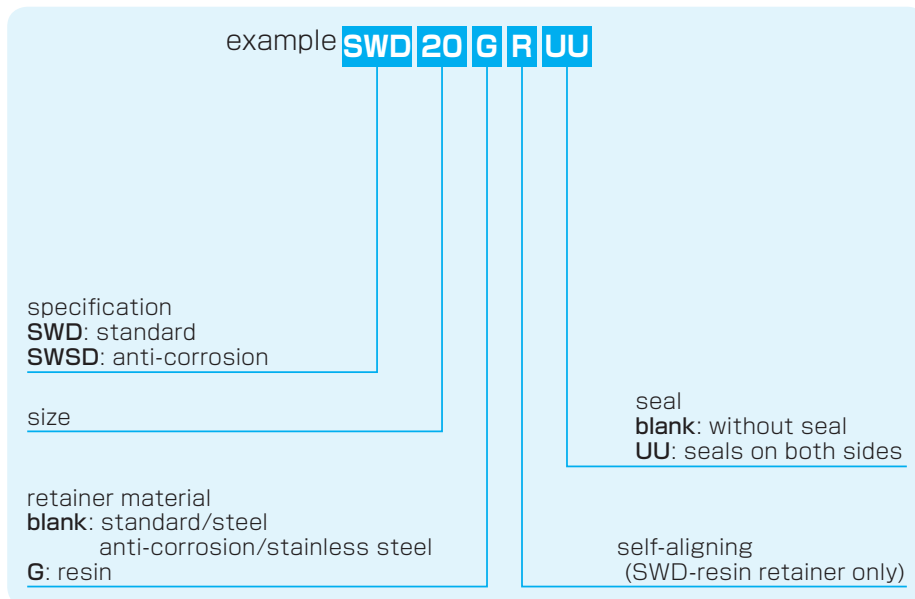 example SWD 20 G R UU
specification
SWD: standard
SWSD: anti-corrosion
size
retainer material
blank: standard/steel
anti-corrosion/stainless steel
G: resin
seal
blank: without seal
UU: seals on both sides
self-aligning
(SWD-resin retainer only)